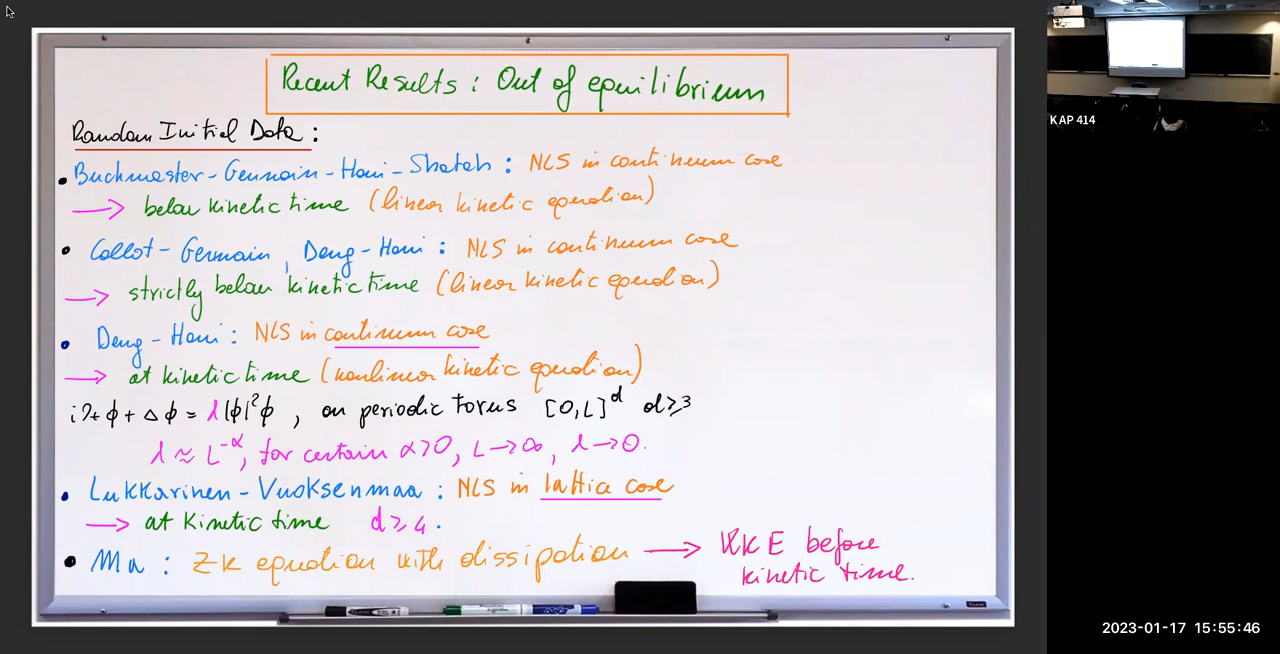 Recent Results: Out of equilibrium
Random Initial Data:
• Buckmaster-Germain-Hani-Shatah: NLS in continuum case
→ below kinetic time (linear kinetic equation)
• Collot-Germain, Deng-Hani: NLS in continuum case
→ strictly below kinetic time (linear kinetic equation)
• Deng-Hani: NLS in continuum case
→ at kinetic time (nonlinear kinetic equation)
i∂tϕ + Δϕ = λ|ϕ|²ϕ, on periodic torus [0,L]^d d≥3
λ ≈ L^-α, for certain α>0, L→∞, λ→0.
• Lukkarinen-Vuoksenmaa: NLS in lattice case
→ at kinetic time d≥4.
• Ma: ZK equation with dissipation → WKE before
kinetic time.
KAP 414
2023-01-17 15:55:46